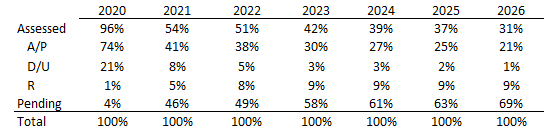 2020 2021 2022 2023 2024 2025 2026
Assessed 96% 54% 51% 42% 39% 37% 31%
A/P 74% 41% 38% 30% 27% 25% 21%
D/U 21% 8% 5% 3% 3% 2% 1%
R 1% 5% 8% 9% 9% 9% 9%
Pending 4% 46% 49% 58% 61% 63% 69%
Total 100% 100% 100% 100% 100% 100% 100%